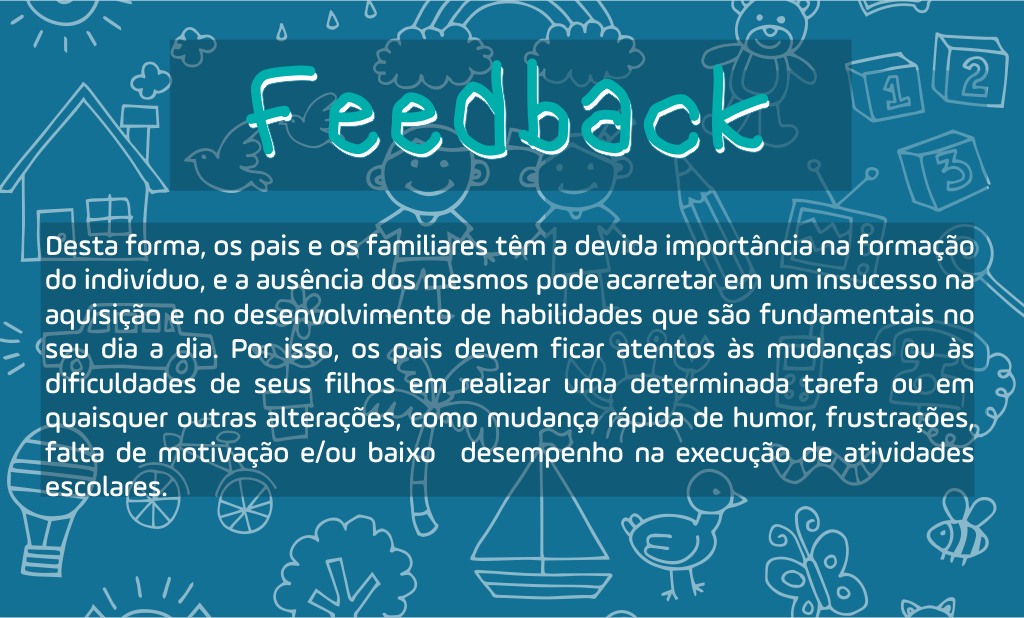 1
2
3
Feedback
Desta forma, os pais e os familiares têm a devida importância na formação
do indivíduo, e a ausência dos mesmos pode acarretar em um insucesso na
aquisição e no desenvolvimento de habilidades que são fundamentais no
seu dia a dia. Por isso, os pais devem ficar atentos às mudanças ou às
dificuldades de seus filhos em realizar uma determinada tarefa ou em
quaisquer outras alterações, como mudança rápida de humor, frustrações,
falta de motivação e/ou baixo desempenho na execução de atividades
escolares.